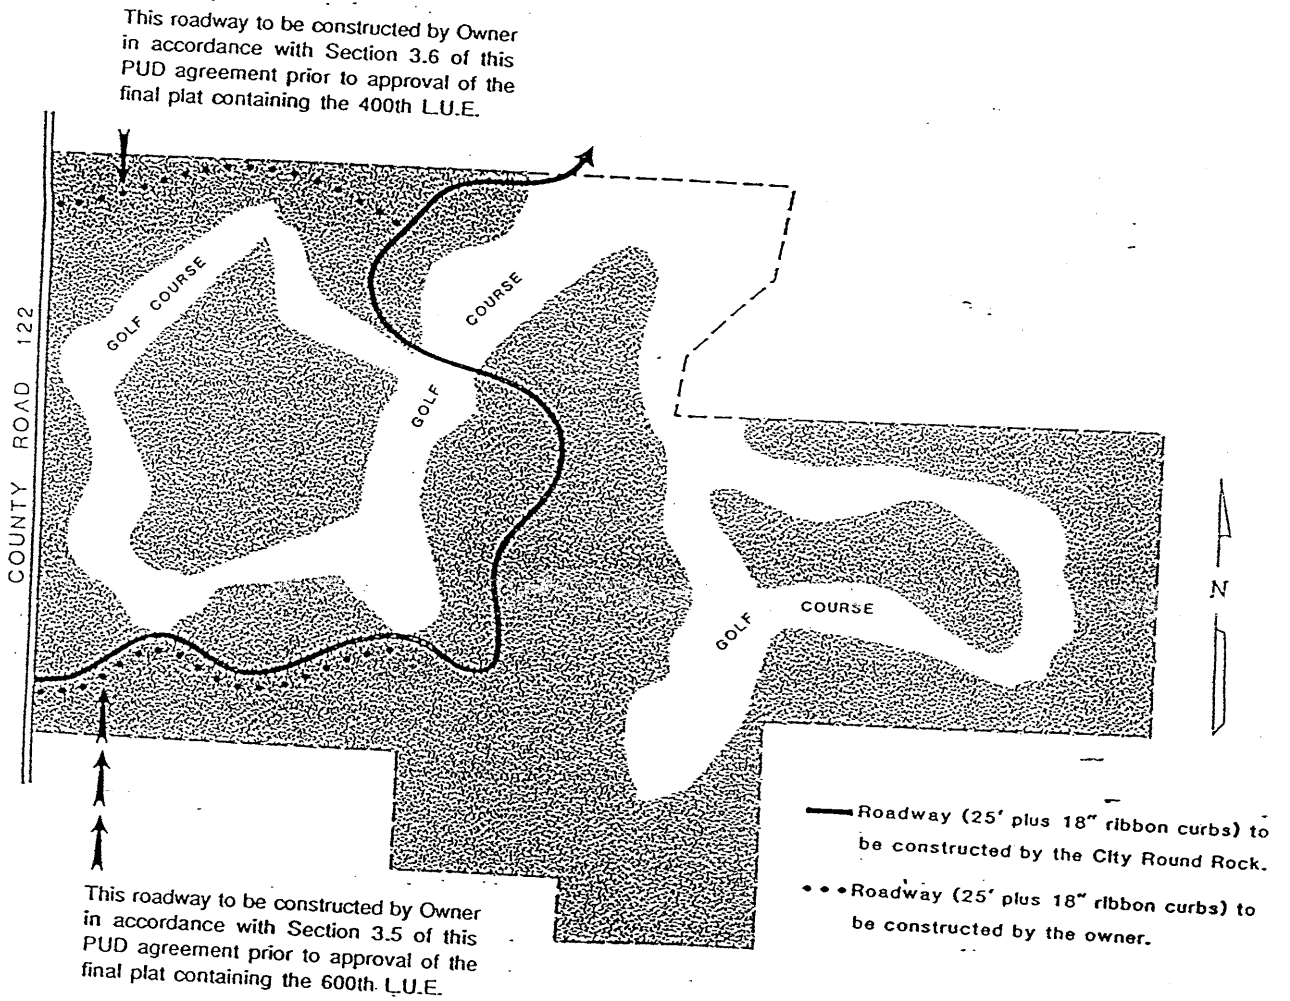 This roadway to be constructed by Owner
in accordance with Section 3.6 of this
PUD agreement prior to approval of the
final plat containing the 400th L.U.E.
COUNTY ROAD 122
GOLF COURSE
COURSE
GOLF
COURSE
GOLF
N
Roadway (25' plus 18" ribbon curbs) to
be constructed by the City Round Rock.
Roadway (25' plus 18" ribbon curbs) to
be constructed by the owner.
This roadway to be constructed by Owner
in accordance with Section 3.5 of this
PUD agreement prior to approval of the
final plat containing the 600th L.U.E.